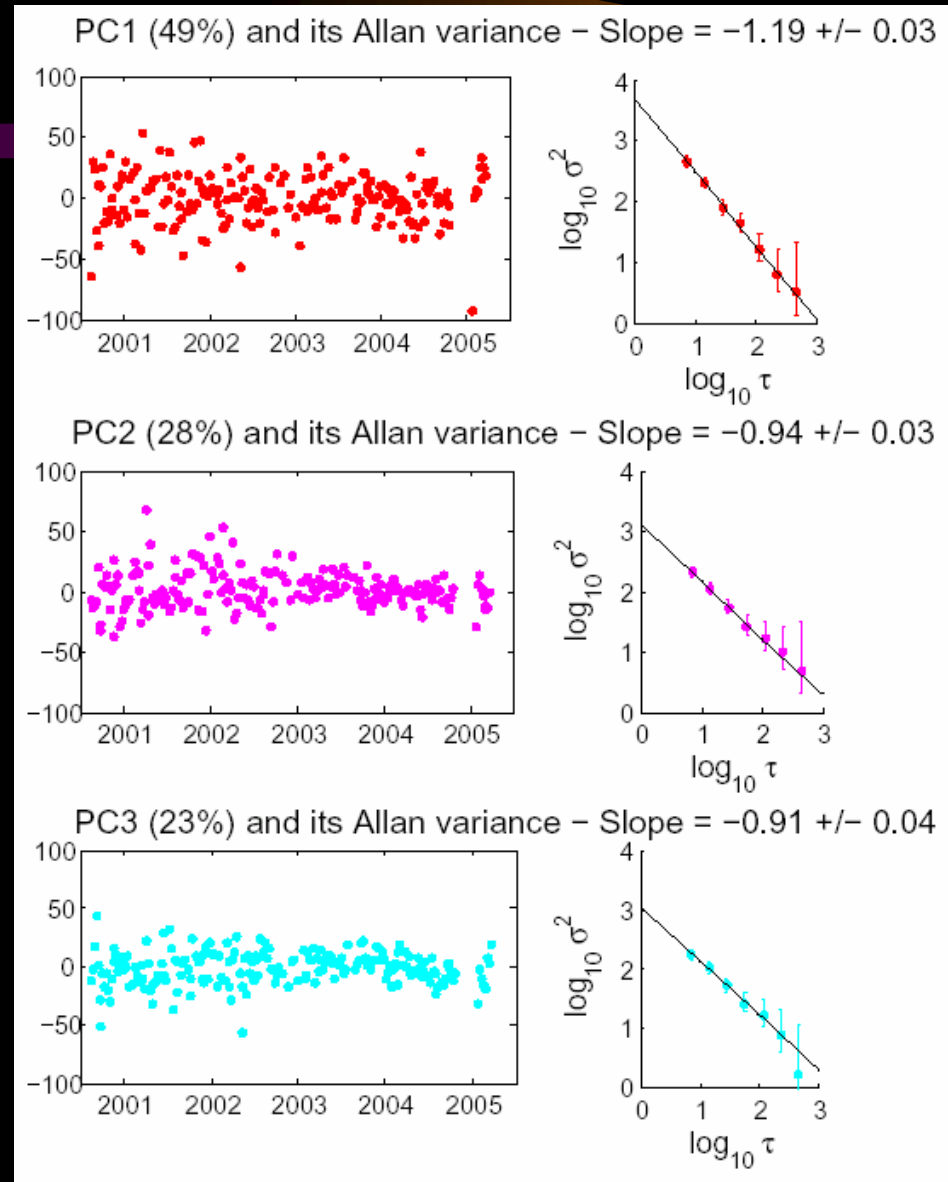 PC1 (49%) and its Allan variance − Slope = −1.19 +/− 0.03
100
50
0
−50
−100
2001 2002 2003 2004 2005
4
3
2
1
0
log10 σ2
0 1 2 3
log10 τ
PC2 (28%) and its Allan variance − Slope = −0.94 +/− 0.03
100
50
0
−50
−100
2001 2002 2003 2004 2005
4
3
2
1
0
log10 σ2
0 1 2 3
log10 τ
PC3 (23%) and its Allan variance − Slope = −0.91 +/− 0.04
100
50
0
−50
−100
2001 2002 2003 2004 2005
4
3
2
1
0
log10 σ2
0 1 2 3
log10 τ